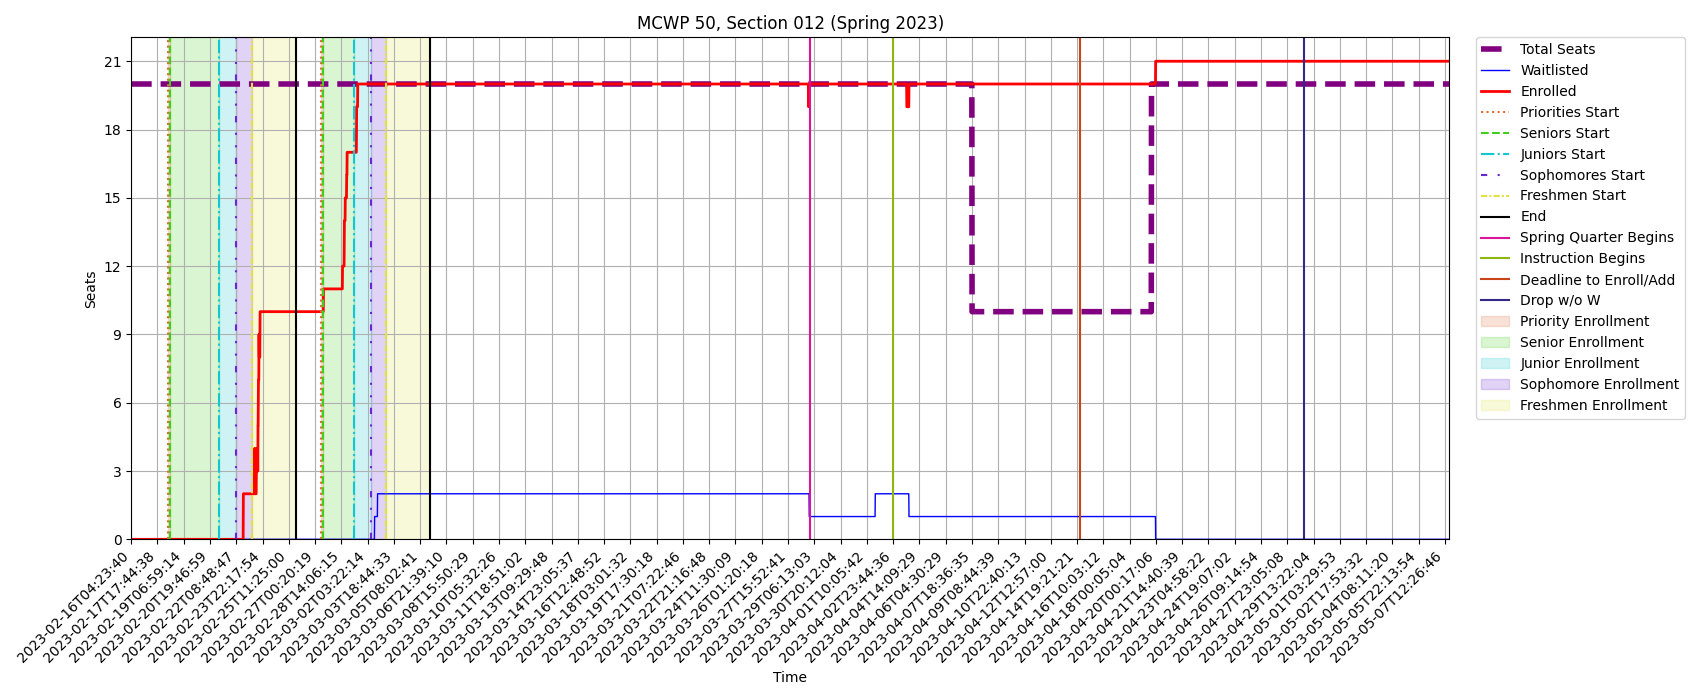 MCWP 50, Section 012 (Spring 2023)
Seats
21
18
15
12
9
6
3
0
2023-02-16T04:23:40
2023-02-17T17:44:38
2023-02-19T06:59:14
2023-02-20T19:46:59
2023-02-22T08:48:47
2023-02-23T22:17:54
2023-02-25T11:25:00
2023-02-27T00:20:19
2023-02-28T14:06:15
2023-03-02T03:22:14
2023-03-03T18:44:33
2023-03-05T08:02:41
2023-03-06T21:39:10
2023-03-08T15:50:29
2023-03-10T05:32:26
2023-03-11T18:51:02
2023-03-13T09:29:48
2023-03-14T23:05:37
2023-03-16T12:48:52
2023-03-18T03:01:32
2023-03-19T17:30:18
2023-03-21T07:22:46
2023-03-22T21:16:48
2023-03-24T11:30:09
2023-03-26T01:20:18
2023-03-27T15:52:41
2023-03-29T06:13:03
2023-03-30T20:12:04
2023-04-01T10:05:42
2023-04-02T23:44:36
2023-04-04T14:09:29
2023-04-06T04:30:29
2023-04-07T18:36:35
2023-04-09T08:44:39
2023-04-10T22:40:13
2023-04-12T12:57:00
2023-04-14T19:21:21
2023-04-16T10:03:12
2023-04-18T00:05:04
2023-04-20T00:17:06
2023-04-21T14:40:39
2023-04-23T04:58:22
2023-04-24T19:07:02
2023-04-26T09:14:54
2023-04-27T23:05:08
2023-04-29T13:22:04
2023-05-01T03:29:53
2023-05-02T17:53:32
2023-05-04T08:11:20
2023-05-05T22:13:54
2023-05-07T12:26:46
Time
Total Seats
Waitlisted
Enrolled
Priorities Start
Seniors Start
Juniors Start
Sophomores Start
Freshmen Start
End
Spring Quarter Begins
Instruction Begins
Deadline to Enroll/Add
Drop w/o W
Priority Enrollment
Senior Enrollment
Junior Enrollment
Sophomore Enrollment
Freshmen Enrollment